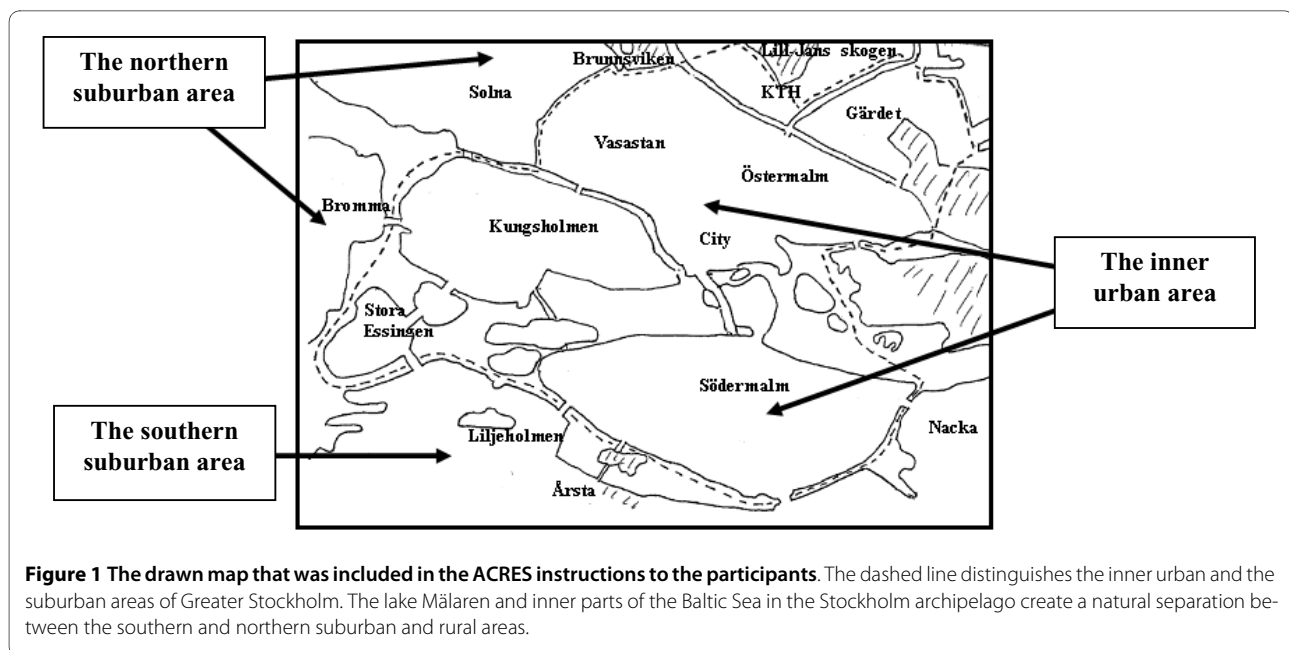 The northern
suburban area
Brunnsviken
Lill-Jans skogen
Solna
KTH
Gärdet
Vasastan
Östermalm
Bromma
Kungsholmen
City
The inner
urban area
Stora
Essingen
Södermalm
The southern
suburban area
Liljeholmen
Nacka
Årsta
Figure 1 The drawn map that was included in the ACRES instructions to the participants. The dashed line distinguishes the inner urban and the
suburban areas of Greater Stockholm. The lake Mälaren and inner parts of the Baltic Sea in the Stockholm archipelago create a natural separation be-
tween the southern and northern suburban and rural areas.